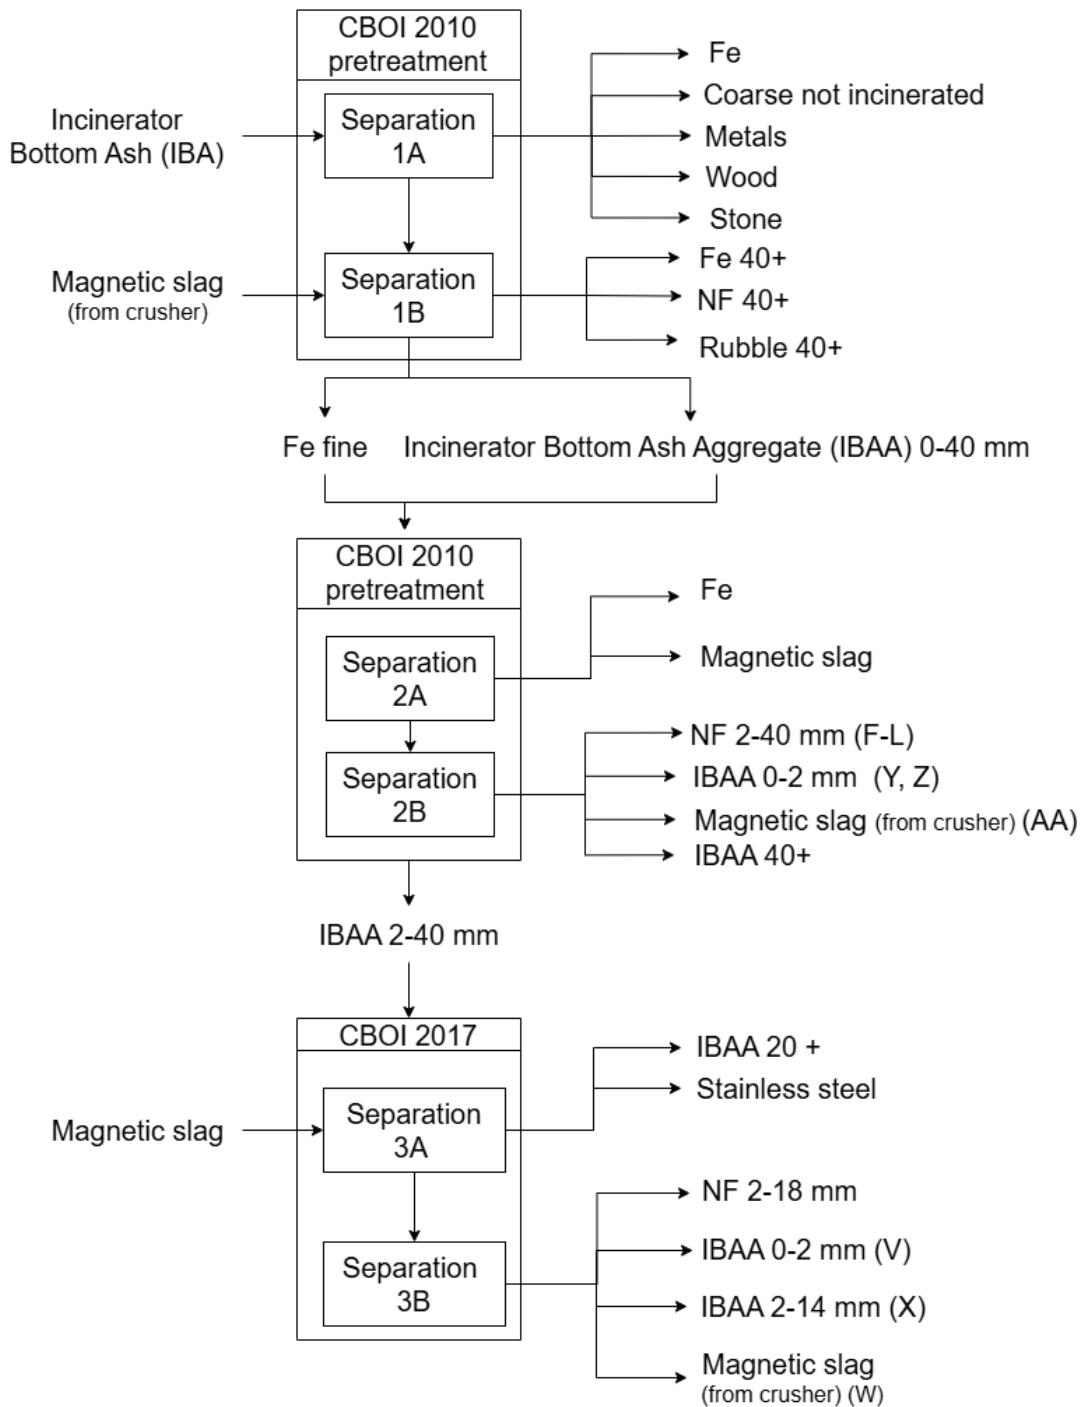 CBOI 2010
pretreatment
Incinerator
Bottom Ash (IBA)
Separation
1A
Fe
Coarse not incinerated
Metals
Wood
Stone
Magnetic slag
(from crusher)
Separation
1B
Fe 40+
NF 40+
Rubble 40+
Fe fine
Incinerator Bottom Ash Aggregate (IBAA) 0-40 mm
CBOI 2010
pretreatment
Separation
2A
Fe
Magnetic slag
Separation
2B
NF 2-40 mm (F-L)
IBAA 0-2 mm (Y, Z)
Magnetic slag (from crusher) (AA)
IBAA 40+
IBAA 2-40 mm
CBOI 2017
Magnetic slag
Separation
3A
IBAA 20 +
Stainless steel
Separation
3B
NF 2-18 mm
IBAA 0-2 mm (V)
IBAA 2-14 mm (X)
Magnetic slag
(from crusher) (W)